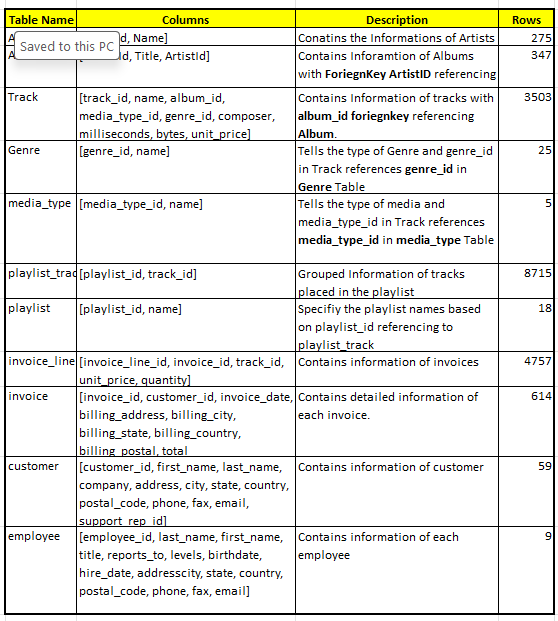 Table Name Columns Description Rows
d, Name] Conatins the Informations of Artists 275
Saved to this PC
A d, Title, ArtistId] Contains Inforamtion of Albums 347
with ForiegnKey ArtistID referencing
Track [track_id, name, album_id, Contains Information of tracks with 3503
media_type_id, genre_id, composer, album_id foriegnkey referencing
milliseconds, bytes, unit_price] Album.
Genre [genre_id, name] Tells the type of Genre and genre_id 25
in Track references genre_id in
Genre Table
media_type [media_type_id, name] Tells the type of media and 5
media_type_id in Track references
media_type_id in media_type Table
playlist_trac [playlist_id, track_id] Grouped Information of tracks 8715
placed in the playlist
playlist [playlist_id, name] Specifiy the playlist names based 18
on playlist_id referencing to
playlist_track
invoice_line [invoice_line_id, invoice_id, track_id, Contains information of invoices 4757
unit_price, quantity]
invoice [invoice_id, customer_id, invoice_date, Contains detailed information of 614
billing_address, billing_city, each invoice.
billing_state, billing_country,
billing_postal, total
customer [customer_id, first_name, last_name, Contains information of customer 59
company, address, city, state, country,
postal_code, phone, fax, email,
support_rep_id]
employee [employee_id, last_name, first_name, Contains information of each 9
title, reports_to, levels, birthdate, employee
hire_date, addresscity, state, country,
postal_code, phone, fax, email]